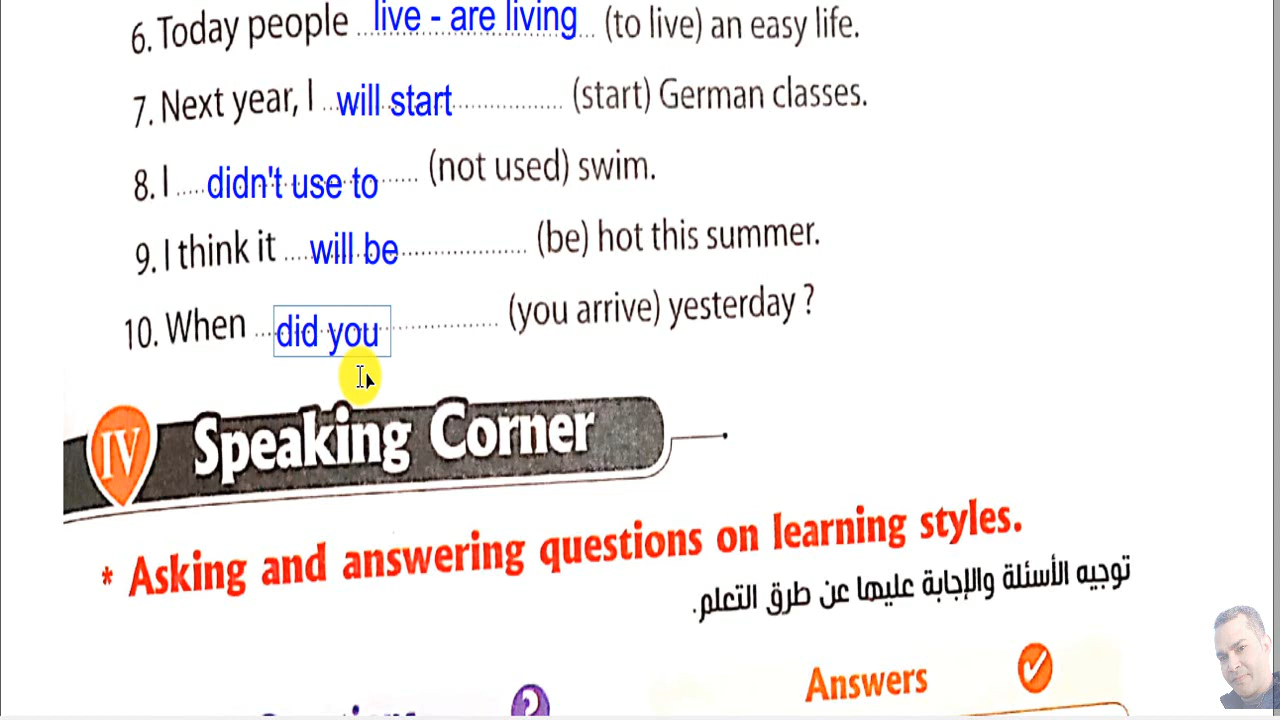 6. Today people ... live - are living ... (to live) an easy life.
7. Next year, I ... will start ............... (start) German classes.
8. I ..... didn't use to ...... (not used) swim.
9. I think it .... will be ................. (be) hot this summer.
10. When ... did you ............... (you arrive) yesterday ?
IV Speaking Corner
* Asking and answering questions on learning styles.
توجيه الأسئلة والإجابة عليها عن طرق التعلم.
Answers